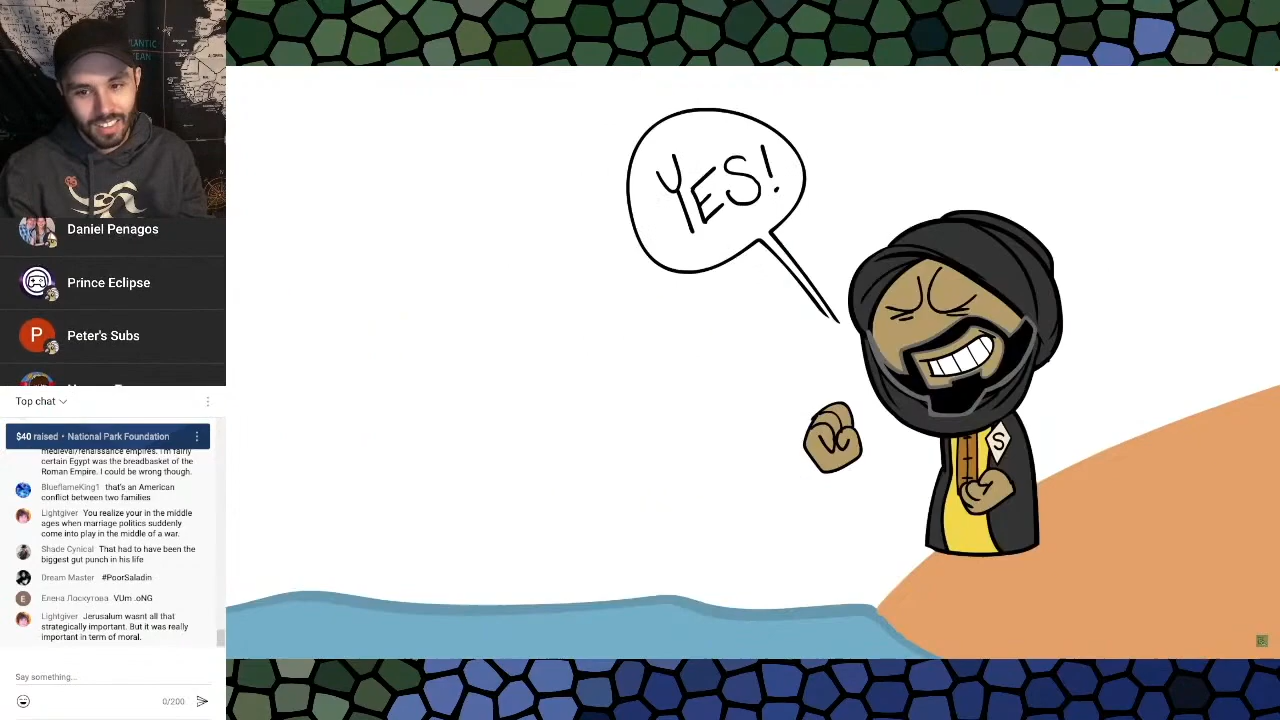 USA
ATLANTIC
YES!
S
Daniel Penagos
Prince Eclipse
P
Peter's Subs
Top chat
$40 raised • National Park Foundation
medieval/renaissance empires. I'm fairly
certain Egypt was the breadbasket of the
Roman Empire. I could be wrong though.
BlueflameKing1 that's an American
conflict between two families
Lightgiver You realize your in the middle
ages when marriage politics suddenly
come into play in the middle of a war.
Shade Cynical That had to have been the
biggest gut punch in his life
Dream Master #PoorSaladin
Е
Елена Лоскутова VUm .oNG
Lightgiver Jerusalum wasnt all that
strategically important. But it was really
important in term of moral.
Say something...
0/200